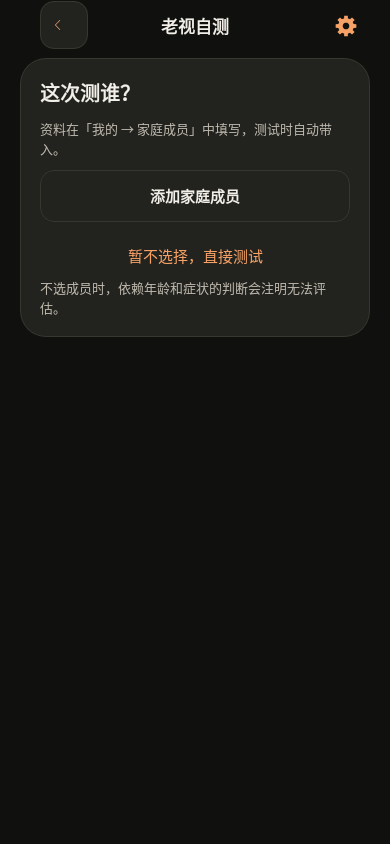 老视自测
这次测谁？
资料在「我的 → 家庭成员」中填写，测试时自动带
入。
添加家庭成员
暂不选择，直接测试
不选成员时，依赖年龄和症状的判断会注明无法评
估。